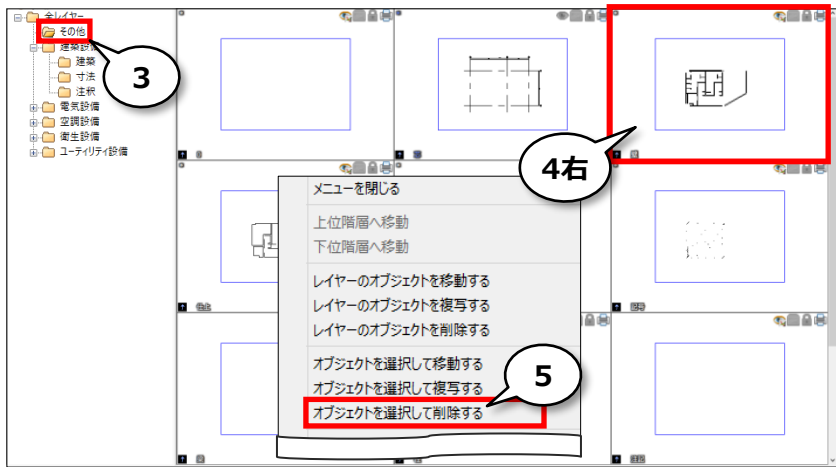 全レイヤー
その他
建築設備
建築
寸法
注釈
電気設備
空調設備
衛生設備
ユーティリティ設備
3
4右
0
仕上
記号
メニューを閉じる
上位階層へ移動
下位階層へ移動
レイヤーのオブジェクトを移動する
レイヤーのオブジェクトを複写する
レイヤーのオブジェクトを削除する
オブジェクトを選択して移動する
オブジェクトを選択して複写する
オブジェクトを選択して削除する
5